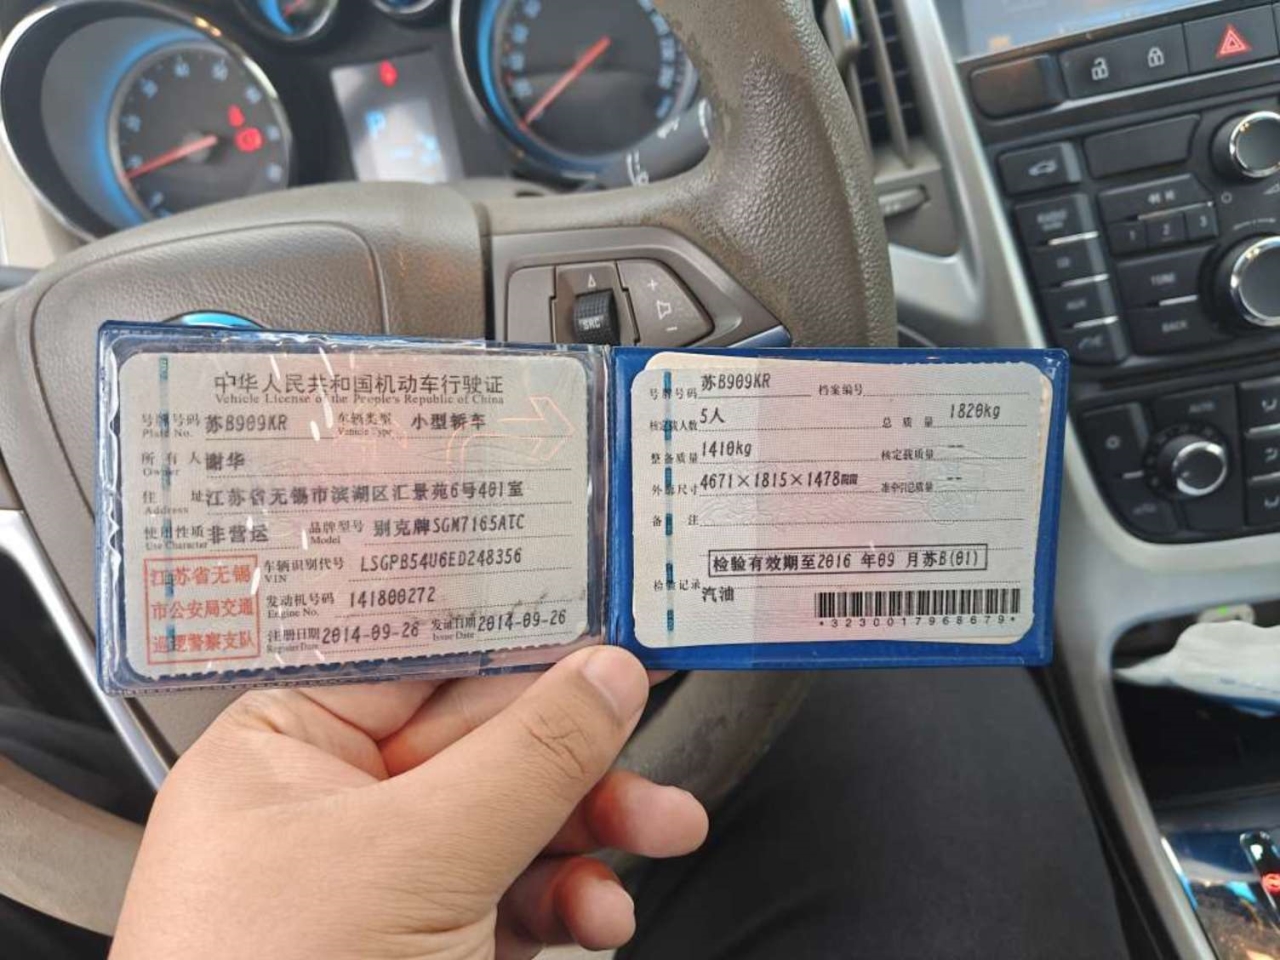 中华人民共和国机动车行驶证
Vehicle License of the People's Republic of China
号牌号码 苏B909KR 车辆类型 小型轿车
Plate No. Vehicle Type
所有人 谢华
Owner
住址 江苏省无锡市滨湖区汇景苑6号401室
Address
使用性质 非营运 品牌型号 别克牌SGM7165ATC
Use Character Model
江苏省无锡
市公安局交通
巡逻警察支队
车辆识别代号 LSGPB54U6ED248356
VIN
发动机号码 141800272
Engine No.
注册日期 2014-09-26 发证日期 2014-09-26
Register Date Issue Date
号牌号码 苏B909KR 档案编号
核定载人数 5人 总质量 1820kg
整备质量 1410kg 核定载质量 --
外廓尺寸 4671×1815×1478mm 准牵引总质量 --
备注
检验有效期至2016 年09 月苏B(01)
检验记录 汽油
*3230017968679*
SRC
1 2 3
TONE
BACK
AUX